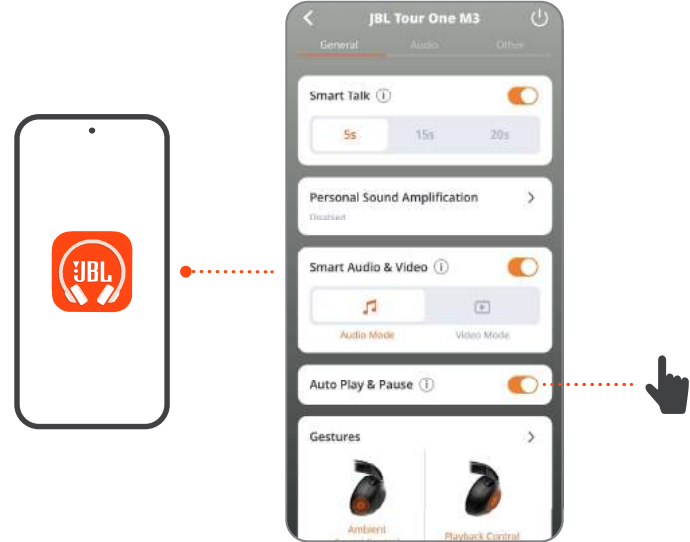 JBL
JBL Tour One M3
General Audio Other
Smart Talk
5s 15s 20s
Personal Sound Amplification
Disabled
Smart Audio & Video
Audio Mode Video Mode
Auto Play & Pause
Gestures
Ambient
Playback Control